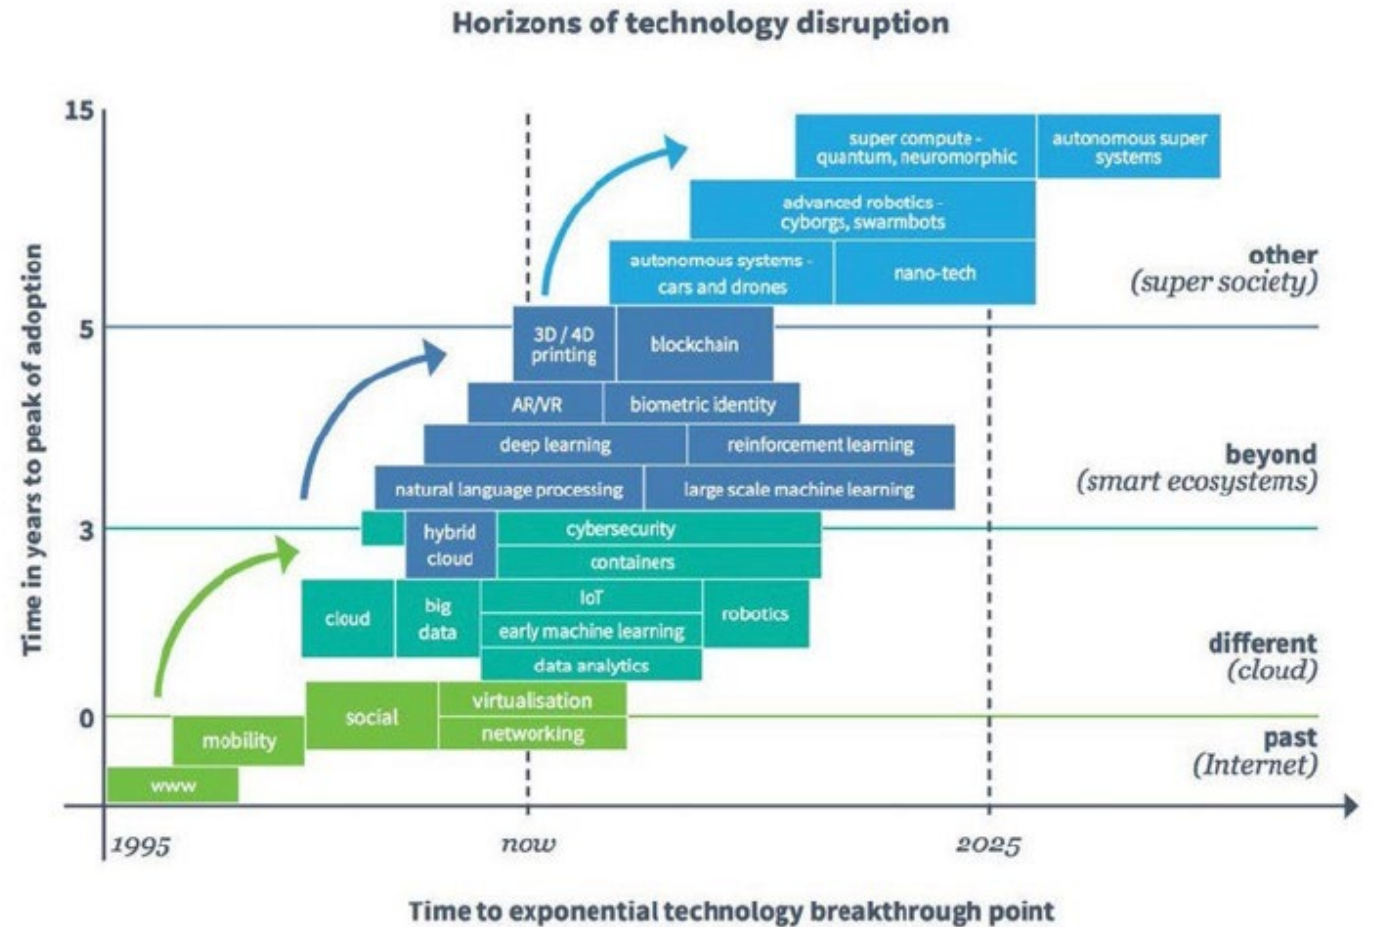 Horizons of technology disruption
15
super compute -
quantum, neuromorphic
autonomous super
systems
advanced robotics -
cyborgs, swarmbots
autonomous systems -
cars and drones
nano-tech
other
(super society)
5
3D / 4D
printing
blockchain
AR/VR
biometric identity
deep learning
reinforcement learning
beyond
(smart ecosystems)
natural language processing
large scale machine learning
3
hybrid
cloud
cybersecurity
containers
cloud
big
data
IoT
early machine learning
data analytics
robotics
different
(cloud)
0
social
virtualisation
networking
mobility
www
past
(Internet)
Time in years to peak of adoption
1995
now
2025
Time to exponential technology breakthrough point